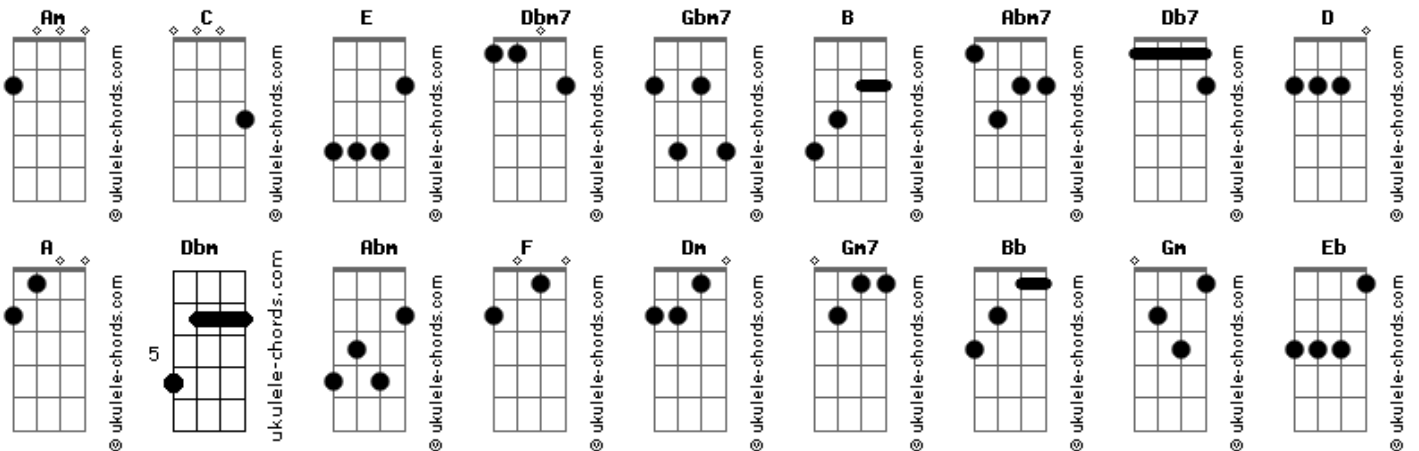 Am C E Dbm7 Gbm7 B Abm7 Db7 D
© ukulele-chords.com © ukulele-chords.com © ukulele-chords.com © ukulele-chords.com © ukulele-chords.com © ukulele-chords.com © ukulele-chords.com © ukulele-chords.com © ukulele-chords.com
A Dbm Abm F Dm Gm7 Bb Gm Eb
5
© ukulele-chords.com ukulele-chords.com © ukulele-chords.com © ukulele-chords.com © ukulele-chords.com © ukulele-chords.com © ukulele-chords.com © ukulele-chords.com © ukulele-chords.com